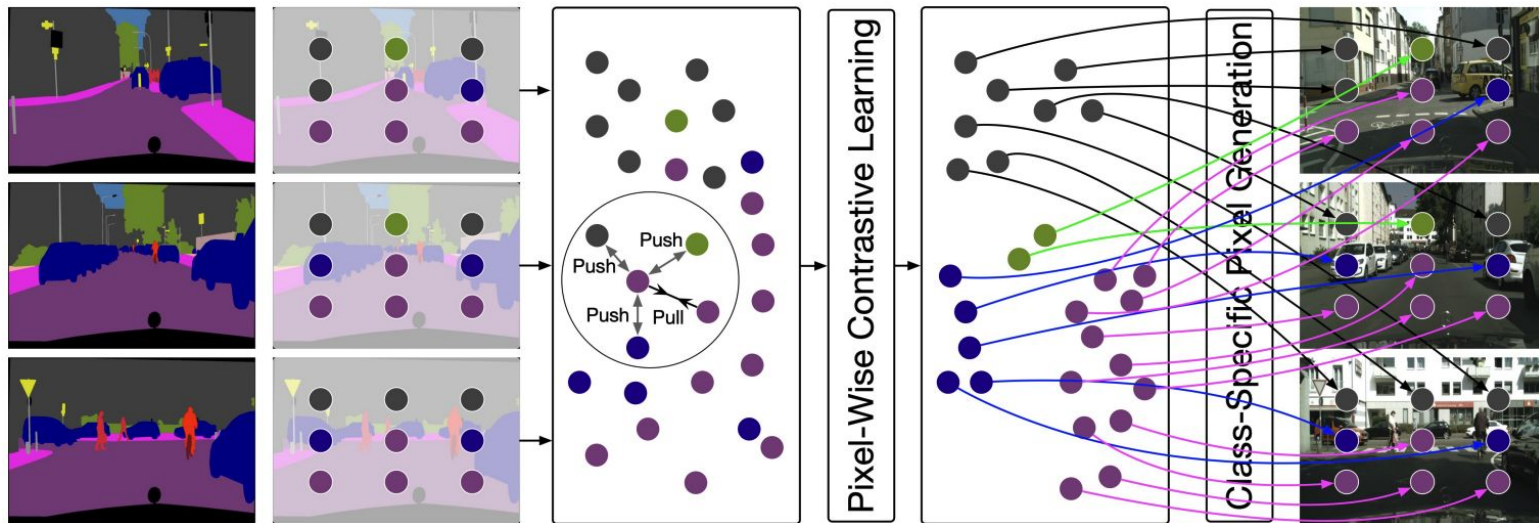 Push
Push
Push
Pull
Pixel-Wise Contrastive Learning
Class-Specific Pixel Generation